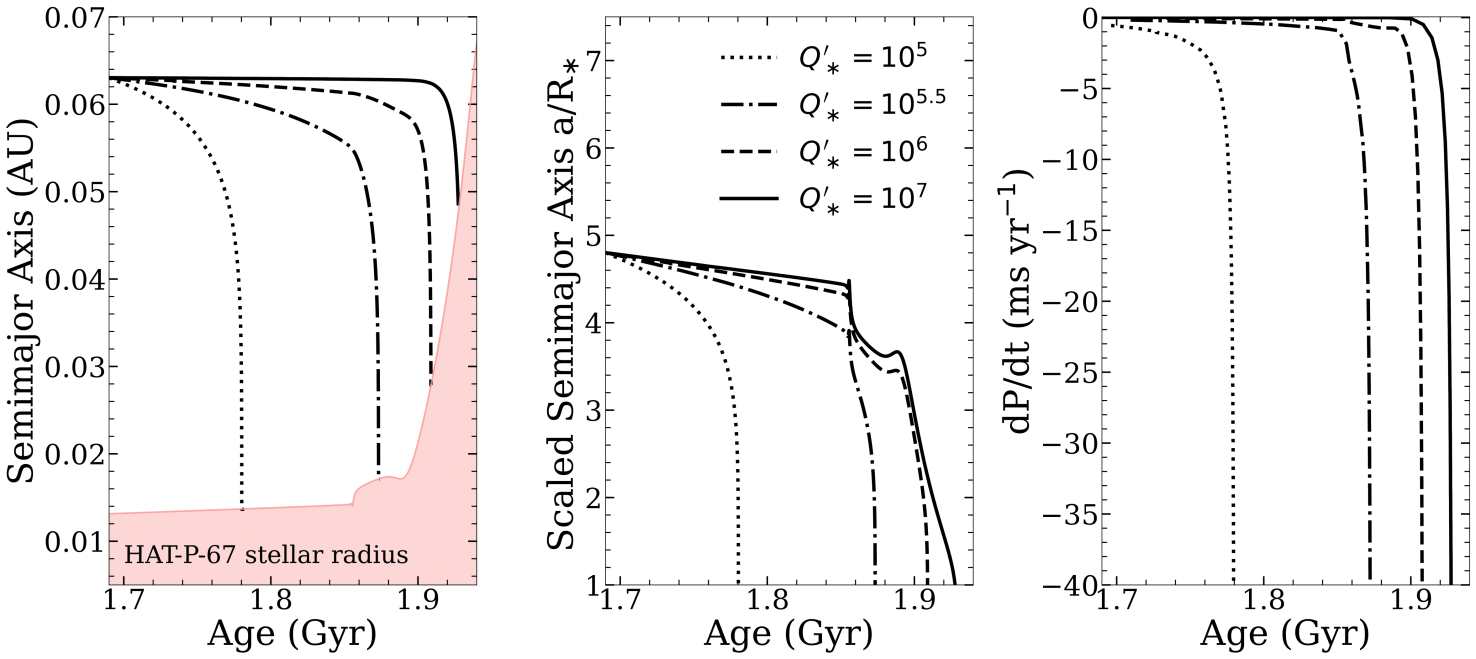 Semimajor Axis (AU)
0.07
0.06
0.05
0.04
0.03
0.02
0.01
HAT-P-67 stellar radius
1.7 1.8 1.9
Age (Gyr)
Scaled Semimajor Axis a/R*
7
6
5
4
3
2
1
Q′* = 10^5
Q′* = 10^5.5
Q′* = 10^6
Q′* = 10^7
1.7 1.8 1.9
Age (Gyr)
dP/dt (ms yr⁻¹)
0
−5
−10
−15
−20
−25
−30
−35
−40
1.7 1.8 1.9
Age (Gyr)